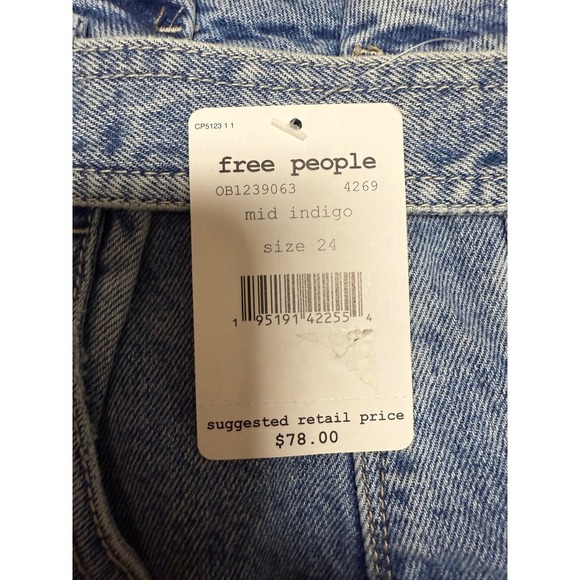 CP5123 1 1
free people
OB1239063 4269
mid indigo
size 24
1 95191 42255 4
suggested retail price
$78.00